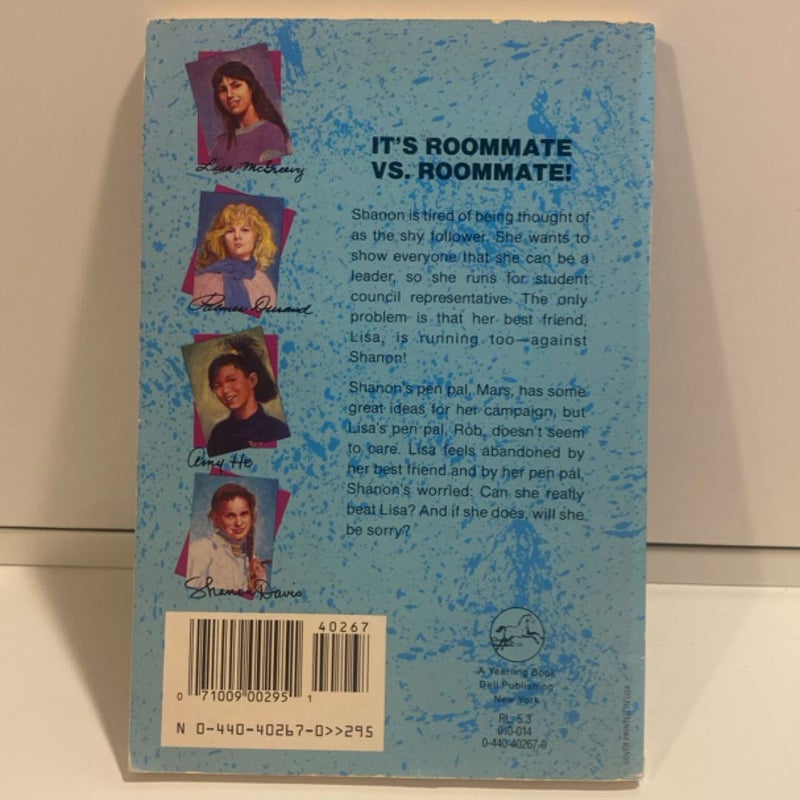 Lisa McGreevy
Palmer Durand
Amy Ho
Shanon Davis
IT'S ROOMMATE
VS. ROOMMATE!
Shanon is tired of being thought of
as the shy follower. She wants to
show everyone that she can be a
leader, so she runs for student
council representative. The only
problem is that her best friend,
Lisa, is running too—against
Shanon!
Shanon's pen pal, Mars, has some
great ideas for her campaign, but
Lisa's pen pal, Rob, doesn't seem
to care. Lisa feels abandoned by
her best friend and by her pen pal.
Shanon's worried: Can she really
beat Lisa? And if she does, will she
be sorry?
40267
0 71009 00295 1
N 0-440-40267-0>>295
A Yearling Book
Dell Publishing
New York
RL: 5.3
010-014
0-440-40267-0
COVER PRINTED IN USA